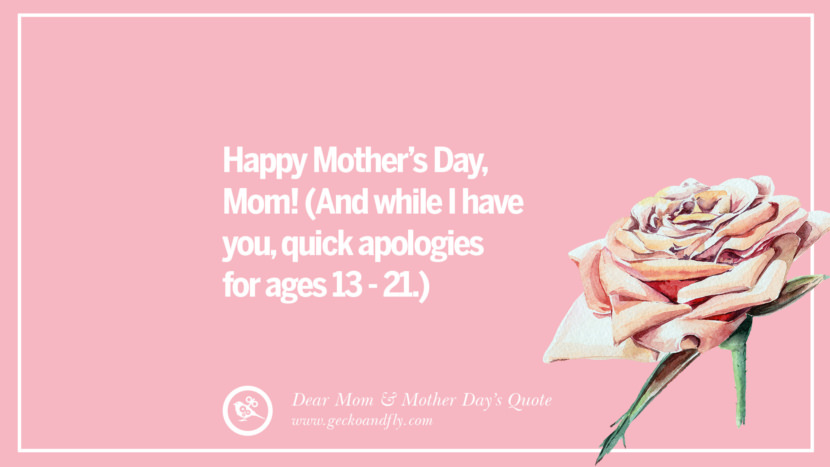 Happy Mother’s Day,
Mom! (And while I have
you, quick apologies
for ages 13 - 21.)
Dear Mom & Mother Day’s Quote
www.geckoandfly.com